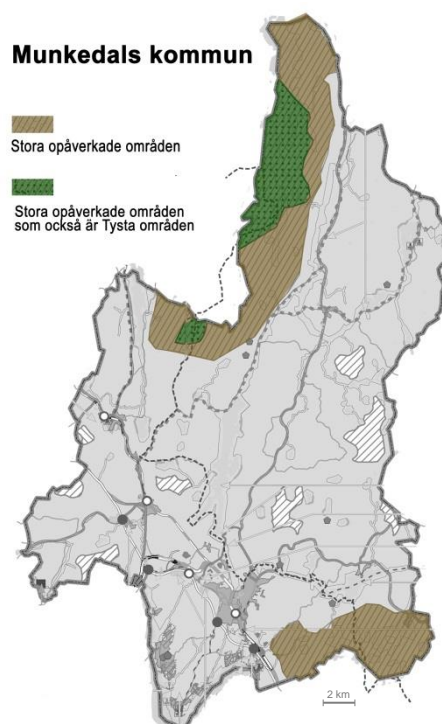 Munkedals kommun
Stora opåverkade områden
Stora opåverkade områden
som också är Tysta områden
2 km